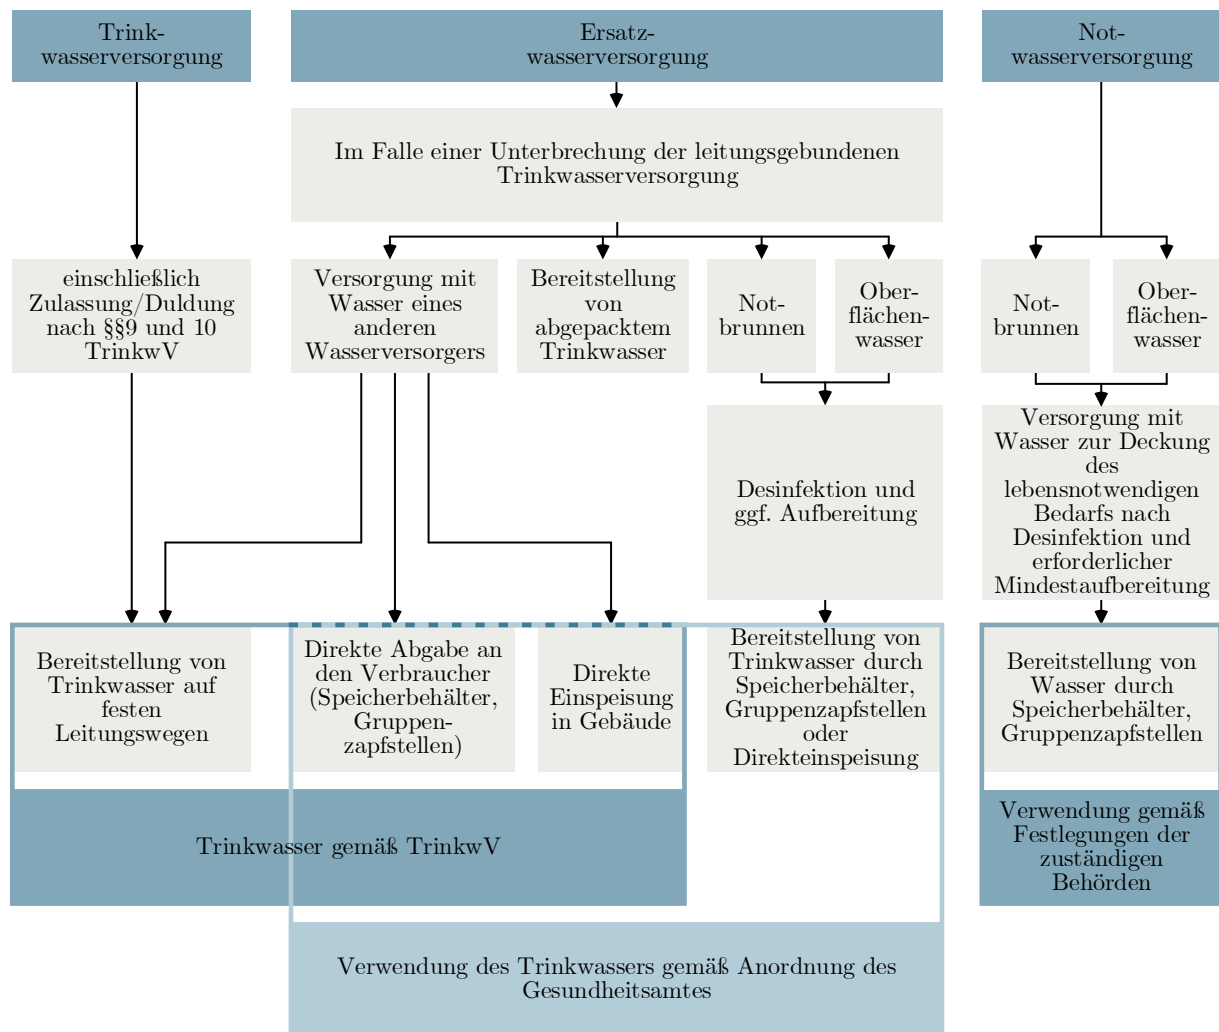 Trink-
wasserversorgung
Ersatz-
wasserversorgung
Not-
wasserversorgung
Im Falle einer Unterbrechung der leitungsgebundenen
Trinkwasserversorgung
einschließlich
Zulassung/Duldung
nach §§9 und 10
TrinkwV
Versorgung mit
Wasser eines
anderen
Wasserversorgers
Bereitstellung
von
abgepacktem
Trinkwasser
Not-
brunnen
Ober-
flächen-
wasser
Not-
brunnen
Ober-
flächen-
wasser
Desinfektion und
ggf. Aufbereitung
Versorgung mit
Wasser zur Deckung
des
lebensnotwendigen
Bedarfs nach
Desinfektion und
erforderlicher
Mindestaufbereitung
Bereitstellung von
Trinkwasser auf
festen
Leitungswegen
Direkte Abgabe an
den Verbraucher
(Speicherbehälter,
Gruppen-
zapfstellen)
Direkte
Einspeisung
in Gebäude
Bereitstellung von
Trinkwasser durch
Speicherbehälter,
Gruppenzapfstellen
oder
Direkteinspeisung
Bereitstellung von
Wasser durch
Speicherbehälter,
Gruppenzapfstellen
Trinkwasser gemäß TrinkwV
Verwendung gemäß
Festlegungen der
zuständigen
Behörden
Verwendung des Trinkwassers gemäß Anordnung des
Gesundheitsamtes